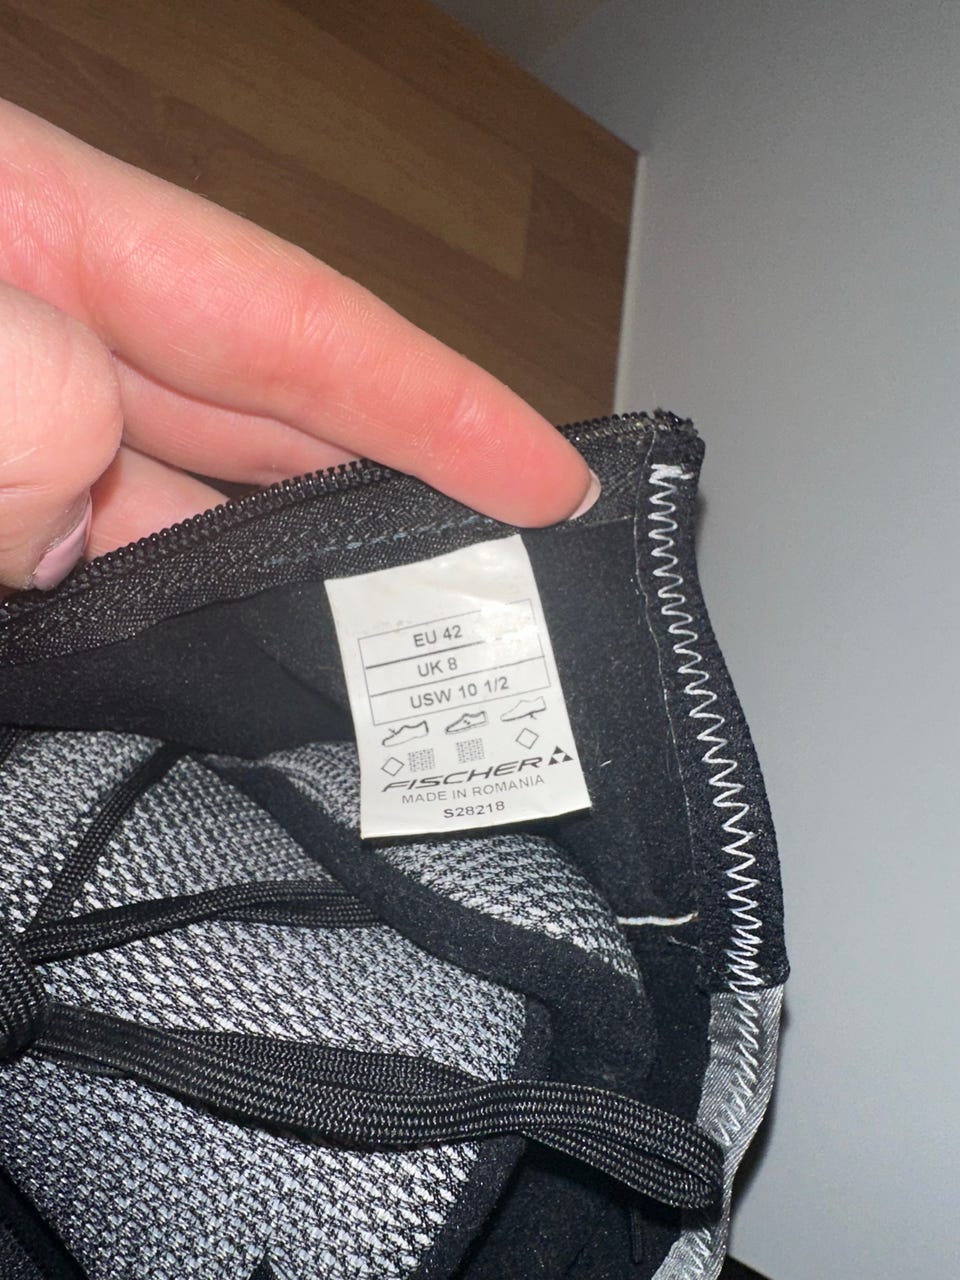 EU 42
UK 8
USW 10 1/2
FISCHER
MADE IN ROMANIA
S28218